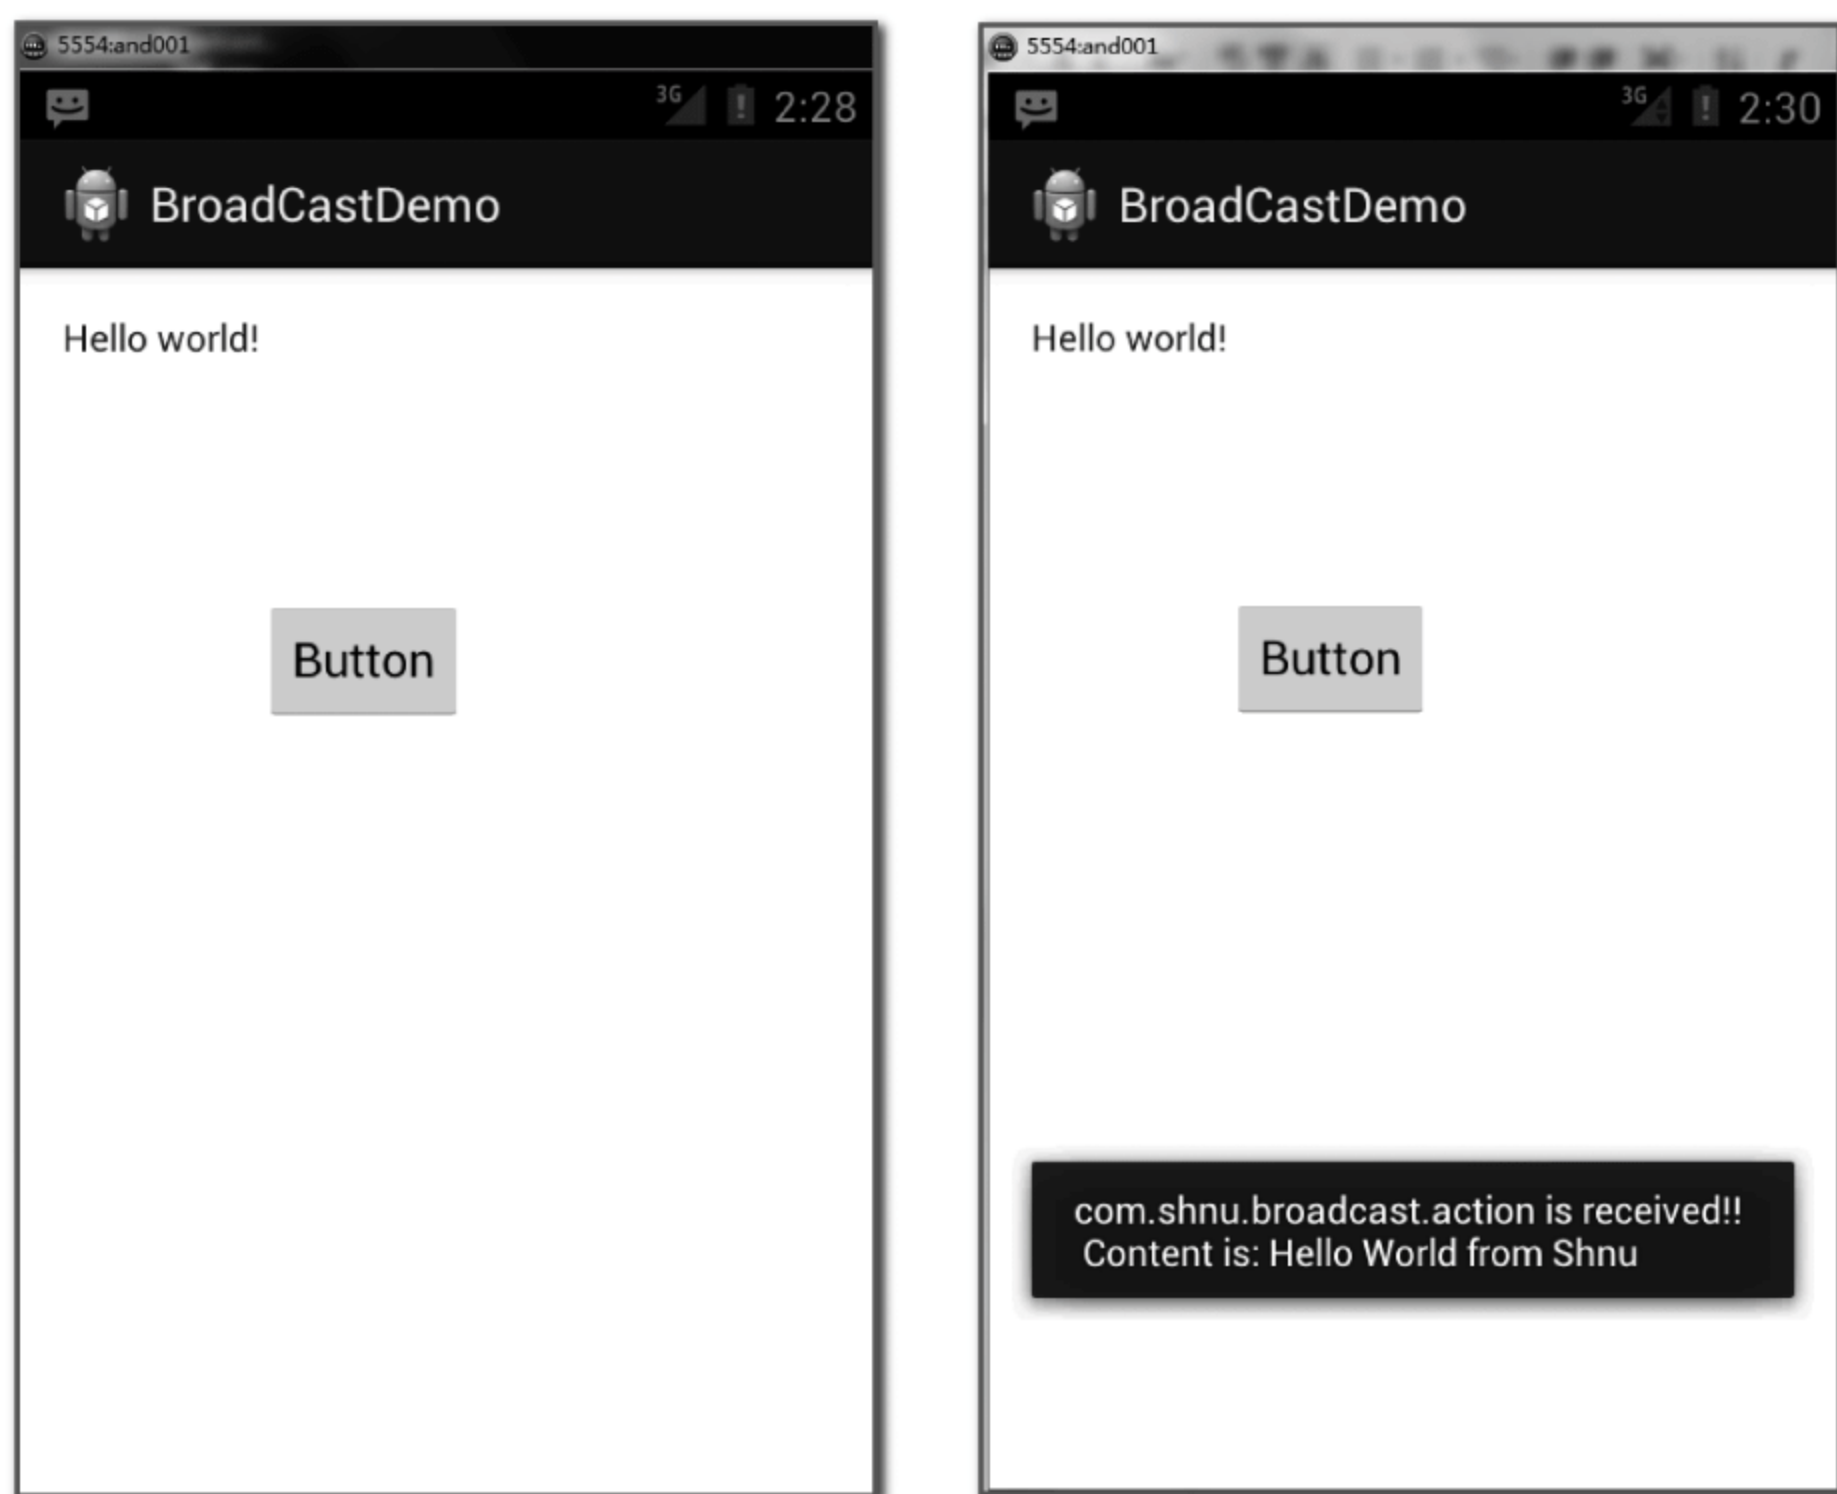 5554:and001
3G 2:28
BroadCastDemo
Hello world!
Button
5554:and001
3G 2:30
BroadCastDemo
Hello world!
Button
com.shnu.broadcast.action is received!!
Content is: Hello World from Shnu